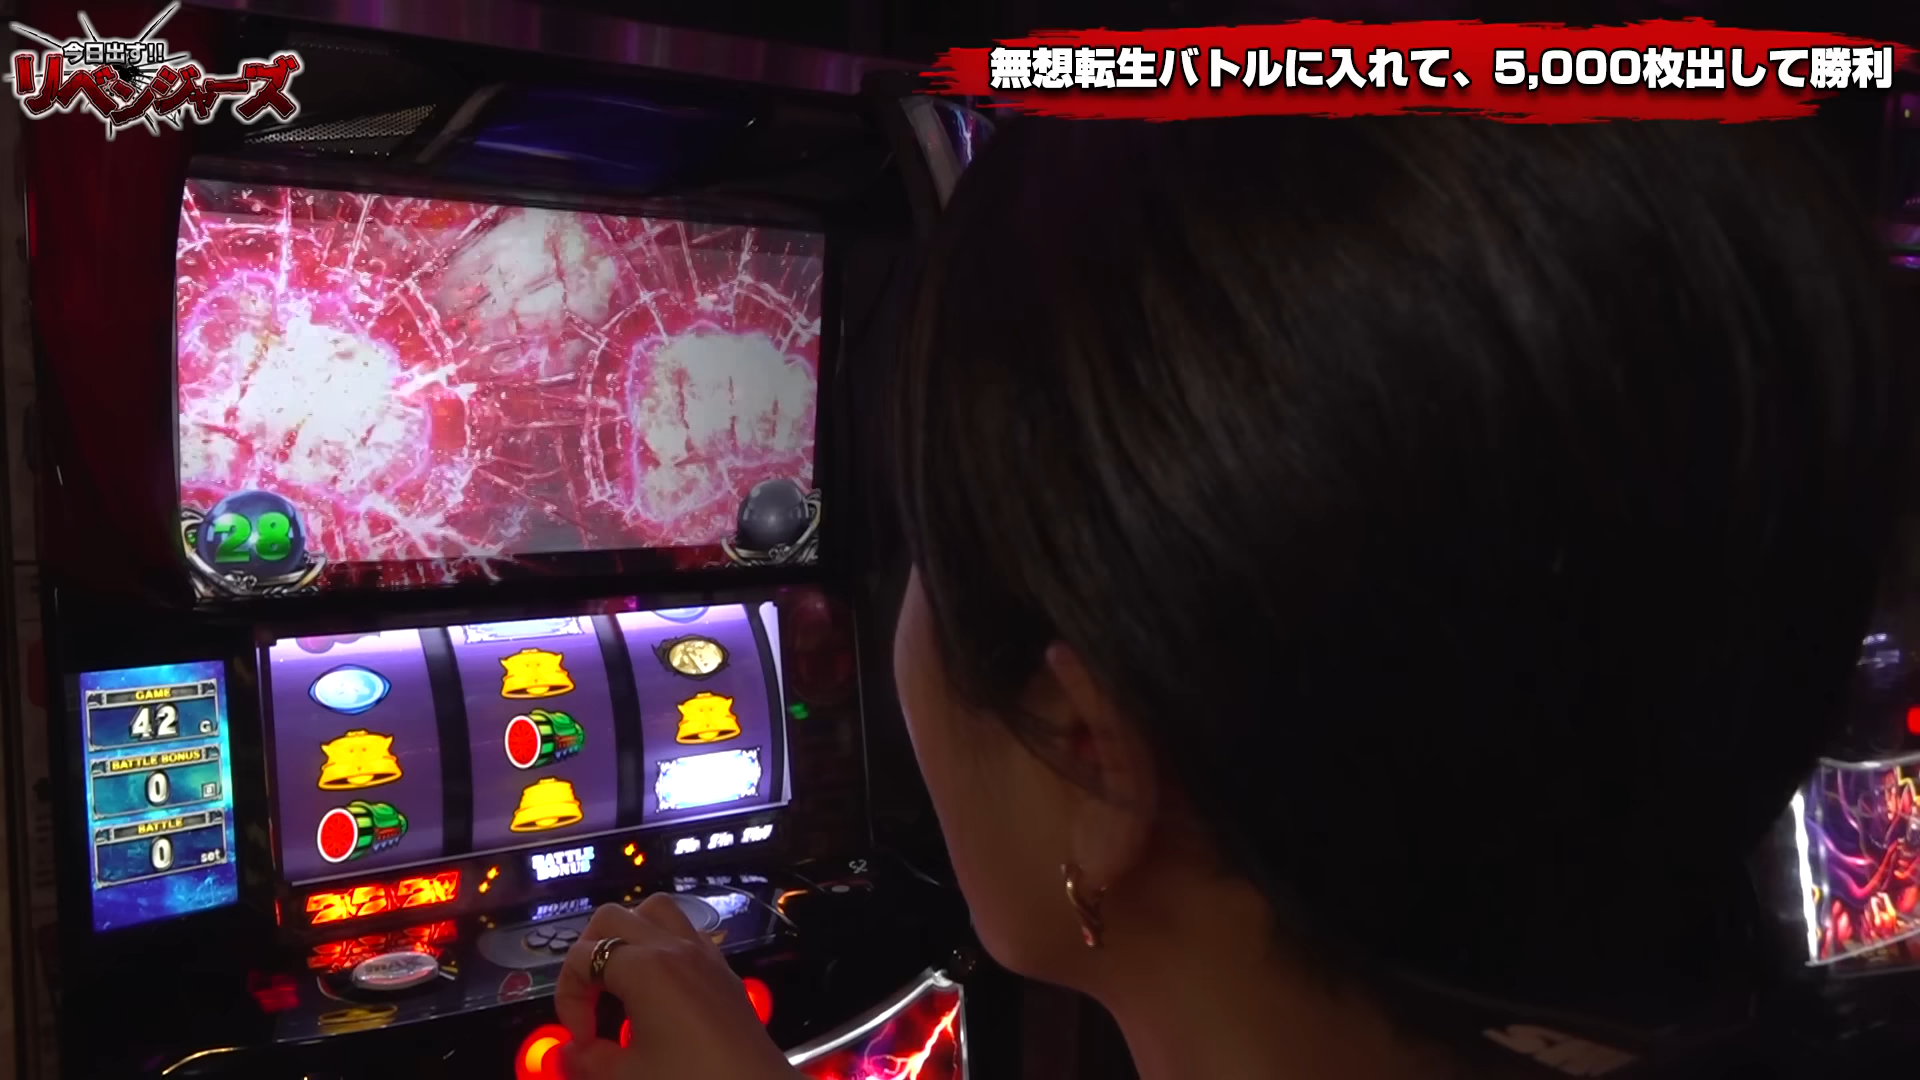 今日出す!!
リベンジャーズ
無想転生バトルに入れて、5,000枚出して勝利
28
GAME
42 G
BATTLE BONUS
0
BATTLE
0 set
BATTLE
BONUS
BONUS